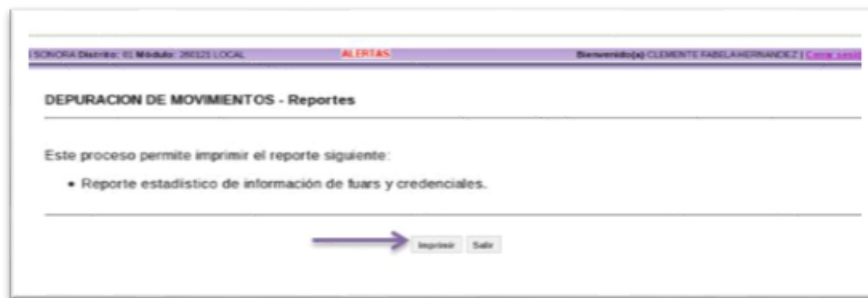 SONORA Distrito: 01 Módulo: 260121 LOCAL ALERTAS Bienvenido(a) CLEMENTE FABELA HERNANDEZ | Cerrar
DEPURACION DE MOVIMIENTOS - Reportes
Este proceso permite imprimir el reporte siguiente:
• Reporte estadístico de información de fuars y credenciales.
Imprimir Salir